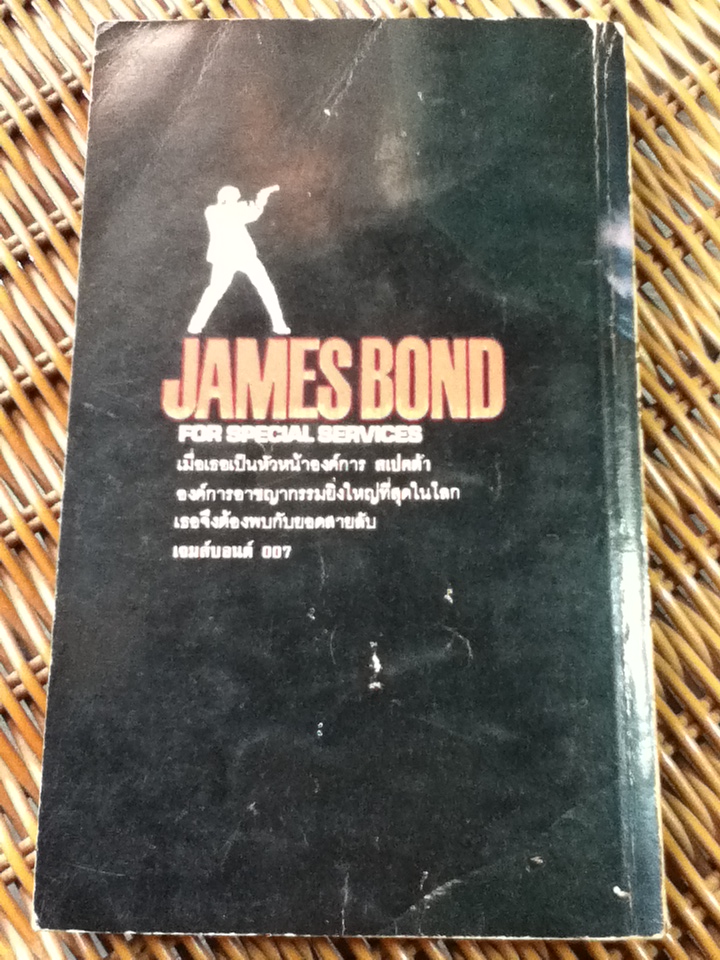 JAMES BOND
FOR SPECIAL SERVICES
เมื่อเธอเป็นหัวหน้าองค์การ สเปคต้า
องค์การอาชญากรรมยิ่งใหญ่ที่สุดในโลก
เธอจึงต้องพบกับยอดสายลับ
เจมส์บอนด์ 007